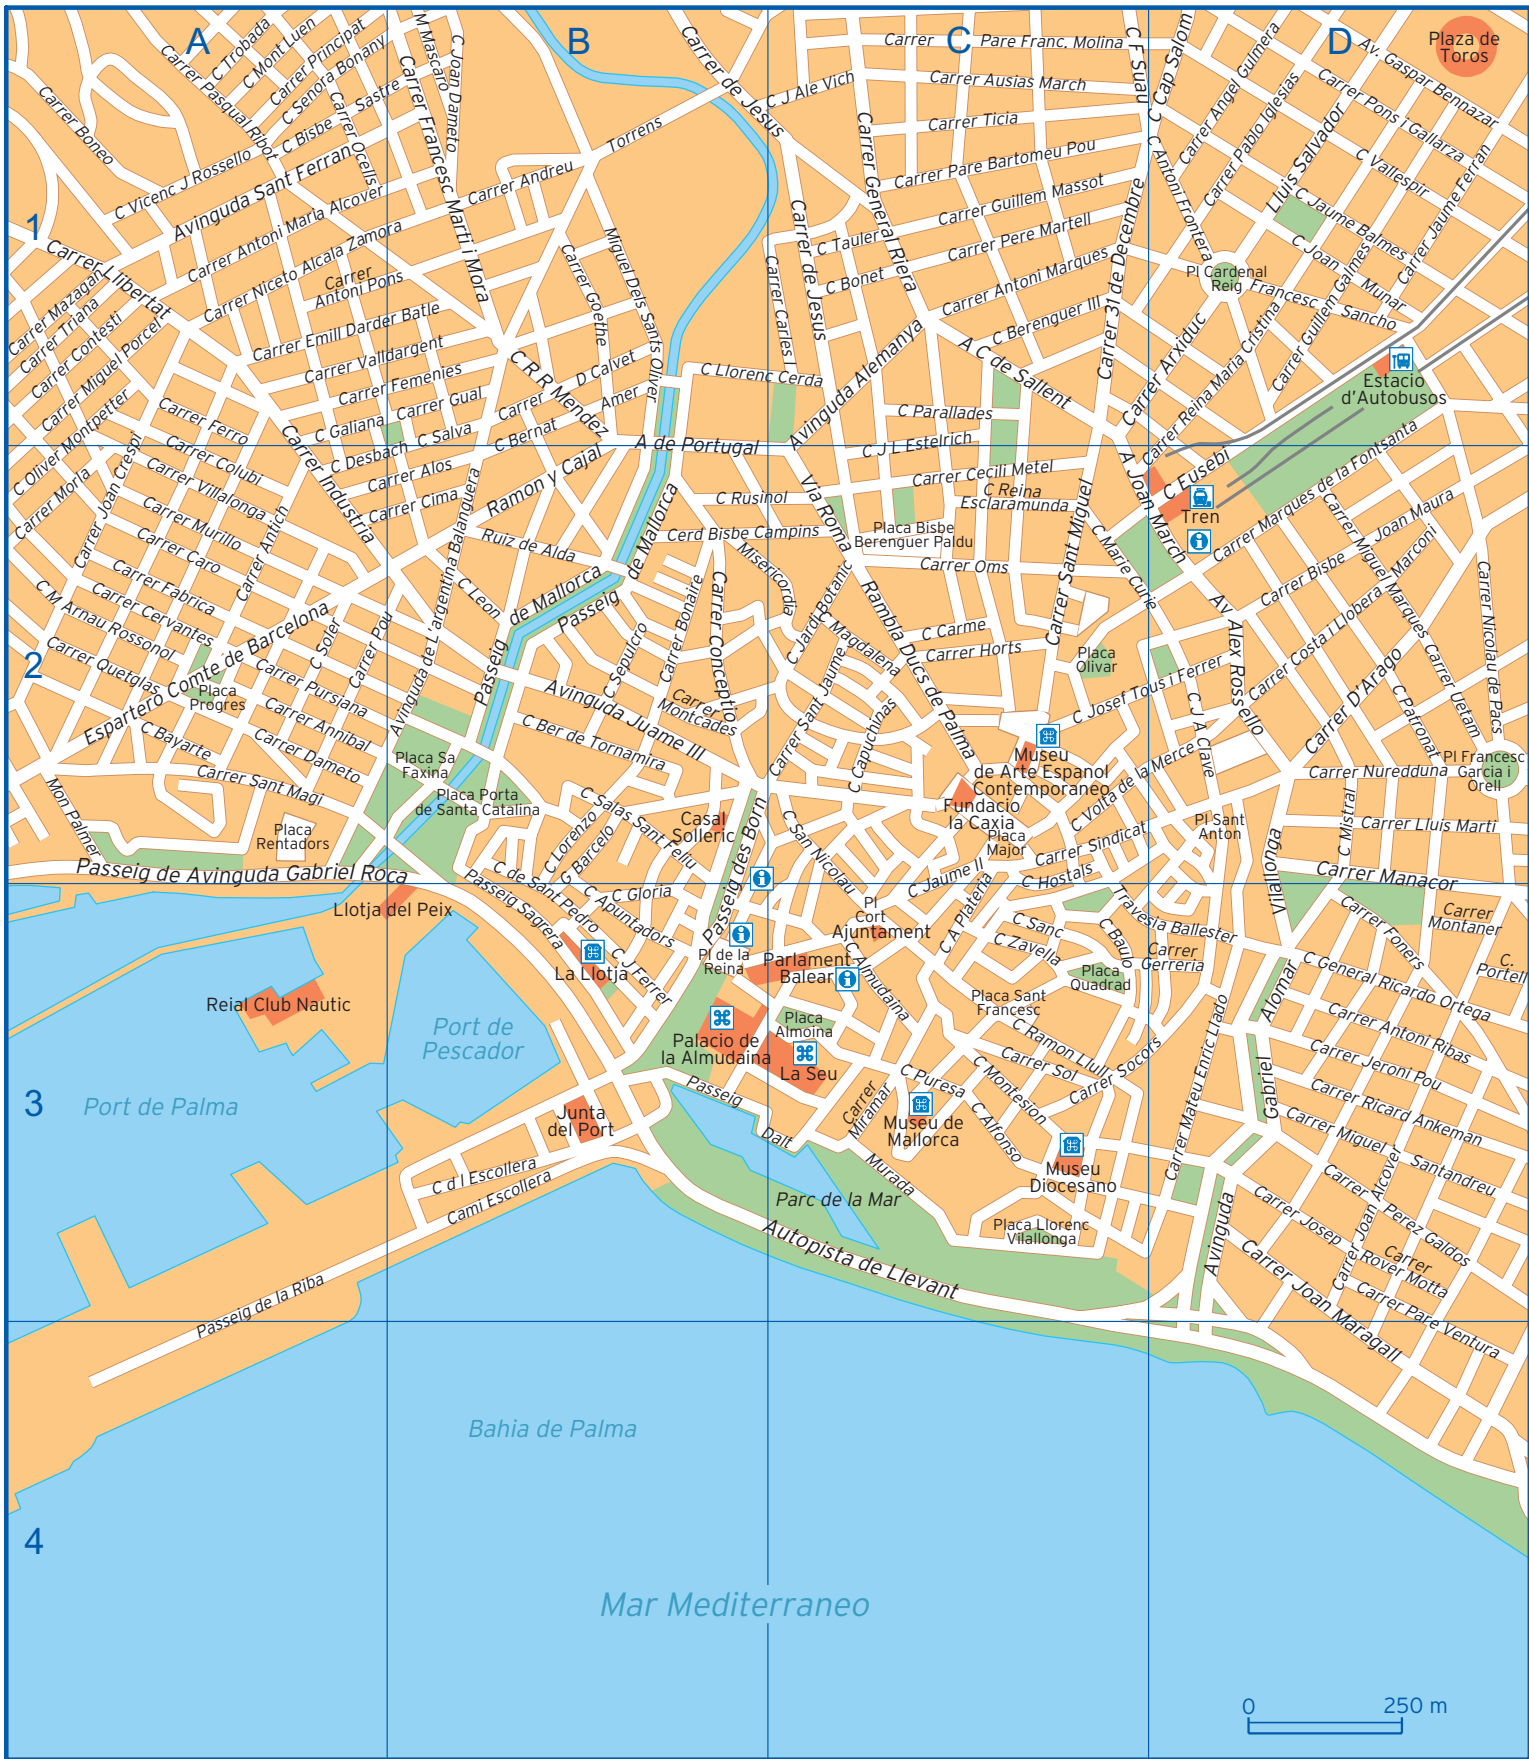 A
B
C
D
1
2
3
4
Plaza de
Toros
Carrer Boneo
Carrer Pasqual Ribot
C Trobada
C Mont Luen
Carrer Principat
C Senora Bonany
C Bisbe Sastre
Carrer Ocells
C Vicenc J Rossello
Avinguda Sant Ferran
Carrer Antoni Maria Alcover
Carrer Niceto Alcala Zamora
Carrer
Antoni Pons
Carrer Llibertat
Carrer Mazagan
Carrer Triana
Carrer Contesti
Carrer Miguel Porcel
C Oliver Montpetter
Carrer Morla
Carrer Emill Darder Batle
Carrer Valldargent
Carrer Femenies
Carrer Gual
C Galiana
C Salva
C Desbach
Carrer Alos
Carrer Cima
Carrer Ferro
Carrer Colubi
Carrer Villalonga
Carrer Murillo
Carrer Caro
Carrer Fabrica
Carrer Cervantes
C M Arnau Rossonol
Carrer Quetglas
Carrer Joan Crespi
Carrer Antich
Carrer Industria
Espartero Comte de Barcelona
C Soler
Carrer Pou
Placa
Progres
Carrer Pursiana
Carrer Annibal
Carrer Dameto
C Bayarte
Carrer Sant Magi
Mon Palmer
Placa
Rentadors
Passeig de Avinguda Gabriel Roca
M Mascaro
C Joan Dameto
Carrer Francesc Marti i Mora
Carrer Andreu
Torrens
Carrer de Jesus
Carrer Goethe
Miguel Dels Sants Oliver
C R R Mendez
Carrer
D Calvet
C Bernat
Amer
Ramon y Cajal
A de Portugal
C Llorenc Cerda
Carrer Carles I
C Rusinol
Cerd Bisbe Campins
Ruiz de Alda
C Leon
Avinguda de L'argentina Balanguera
Passeig
de Mallorca
Passeig
de Mallorca
Misericordia
Carrer Bonaire
Carrer Conceptio
C Sepulcro
Avinguda Juame III
Carrer
Montcades
C Ber de Tornamira
Placa Sa
Faxina
Placa Porta
de Santa Catalina
C Salas Sant Feliu
C Lorenzo
G Barcelo
C de Sant Pedro
C Gloria
C Apuntadors
C J Ferrer
Passeig Sagrera
Casal
Solleric
Passeig des Born
Carrer
Pare Franc. Molina
Carrer Ausias March
C J Ale Vich
Carrer Ticia
Carrer Pare Bartomeu Pou
Carrer General Riera
Carrer Guillem Massot
C Tauler
Carrer Pere Martell
C Bonet
Carrer Antoni Marques
Carrer de Jesus
C Berenguer III
Avinguda Alemanya
A C de Sallent
C Parallades
C J L Estelrich
Carrer Cecili Metel
C Reina
Esclaramunda
Placa Bisbe
Berenguer Paldu
Carrer Oms
Via Roma
Rambla Ducs de Palma
C Jardi Botanic
C Magdalena
C Carme
Carrer Horts
Carrer Sant Jaume
C Capuchinas
Carrer 31 de Decembre
Carrer Sant Miguel
C F Suau
C Cap Salom
C Antoni Frontera
Carrer Angel Guimera
Carrer Pablo Iglesias
Lluis Salvador
Av. Gaspar Bennazar
Carrer Pons i Gallarza
C Vallespir
Carrer Jaume Ferran
C Jaume Balmes
C Joan
Munar
Pl Cardenal
Reig
Francesc
Sancho
Carrer Guillem Galmes
Carrer Arxiduc
Carrer Reina Maria Cristina
Estacio
d'Autobusos
C Eusebi
Tren
A Joan March
C Marie Curie
Carrer Marques de la Fontsanta
Joan Maura
Carrer Miguel Marques
Marconi
Carrer Bisbe
Llobera
Carrer Costa i
Carrer Nicolau de Pacs
Carrer Uetam
C Patronat
Carrer D'Arago
Av Alex Rossello
Placa
Olivar
C Josef Tous i Ferrer
C J A Clave
Museu
de Arte Espanol
Contemporaneo
Fundacio
la Caxia
C Volta de la Merce
Placa
Major
Carrer Sindicat
Pl Sant
Anton
Carrer Nuredduna
Pl Francesc
Garcia i
Orell
C Mistral
Carrer Lluis Marti
Carrer Manacor
Vilallonga
C San Nicolau
C Jaume II
C Hostals
C A Plateria
Pl
Cort
Ajuntament
C Sanc
C Zavella
C Baulo
Travesia Ballester
Carrer
Gerreria
Placa
Quadrad
Placa Sant
Francesc
C Ramon Llull
Carrer Sol
Carrer Socors
C Montesion
C Alfonso
C Puresa
C Almudaina
Carrer Foners
Carrer
Montaner
C.
Portell
C General Ricardo Ortega
Carrer Antoni Ribas
Carrer Jeroni Pou
Carrer Ricard Ankeman
Carrer Miguel
Santandreu
Gabriel
Alomar
Carrer Mateu Enric Llado
Llotja del Peix
Reial Club Nautic
Port de
Pescador
Port de Palma
La Llotja
Pl de la
Reina
Parlament
Balear
Placa
Almoina
Palacio de
la Almudaina
La Seu
Passeig
Dalt
Murada
Carrer
Miramar
Museu de
Mallorca
Museu
Diocesano
Placa Llorenc
Vilallonga
Parc de la Mar
Autopista de Llevant
Junta
del Port
C d l Escollera
Cami Escollera
Passeig de la Riba
Avinguda
Carrer
Perez Galdos
Carrer Joan Alcover
Carrer Josep
Rover Motta
Carrer
Carrer Pare Ventura
Carrer Joan Maragall
Bahia de Palma
Mar Mediterraneo
0
250 m